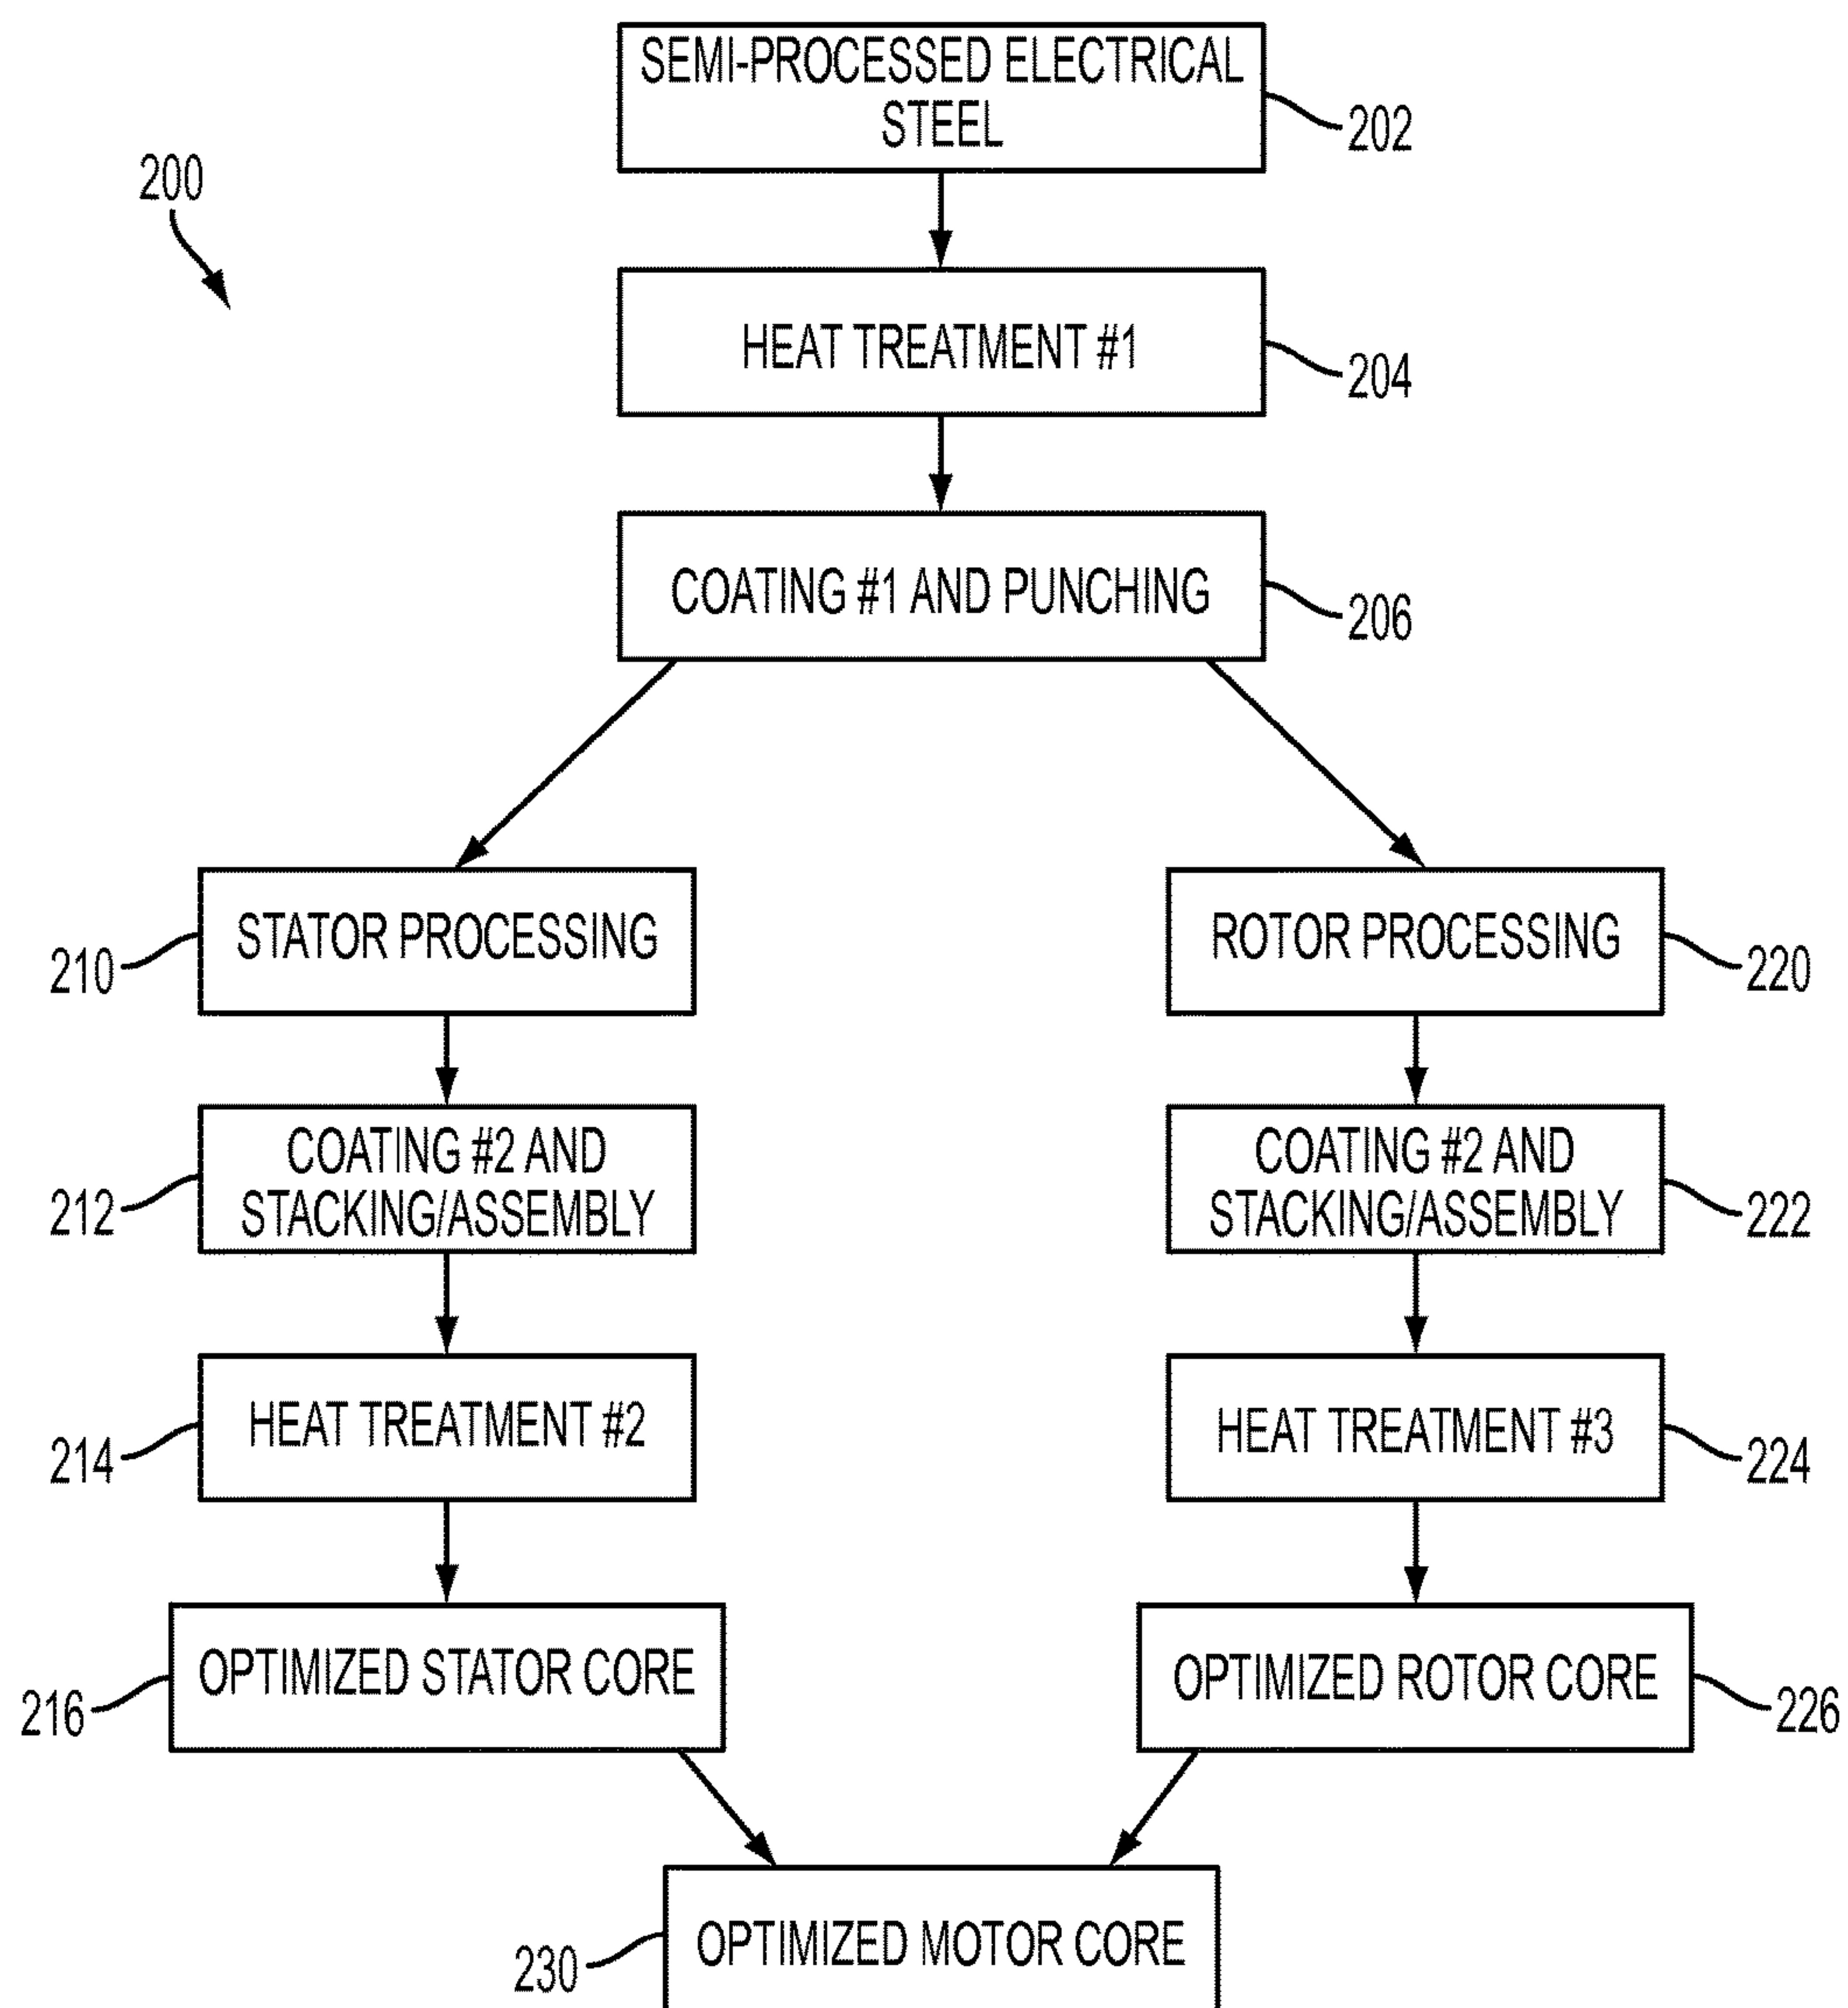 SEMI-PROCESSED ELECTRICAL
STEEL
202
200
HEAT TREATMENT #1
204
COATING #1 AND PUNCHING
206
STATOR PROCESSING
210
ROTOR PROCESSING
220
COATING #2 AND
STACKING/ASSEMBLY
212
COATING #2 AND
STACKING/ASSEMBLY
222
HEAT TREATMENT #2
214
HEAT TREATMENT #3
224
OPTIMIZED STATOR CORE
216
OPTIMIZED ROTOR CORE
226
OPTIMIZED MOTOR CORE
230